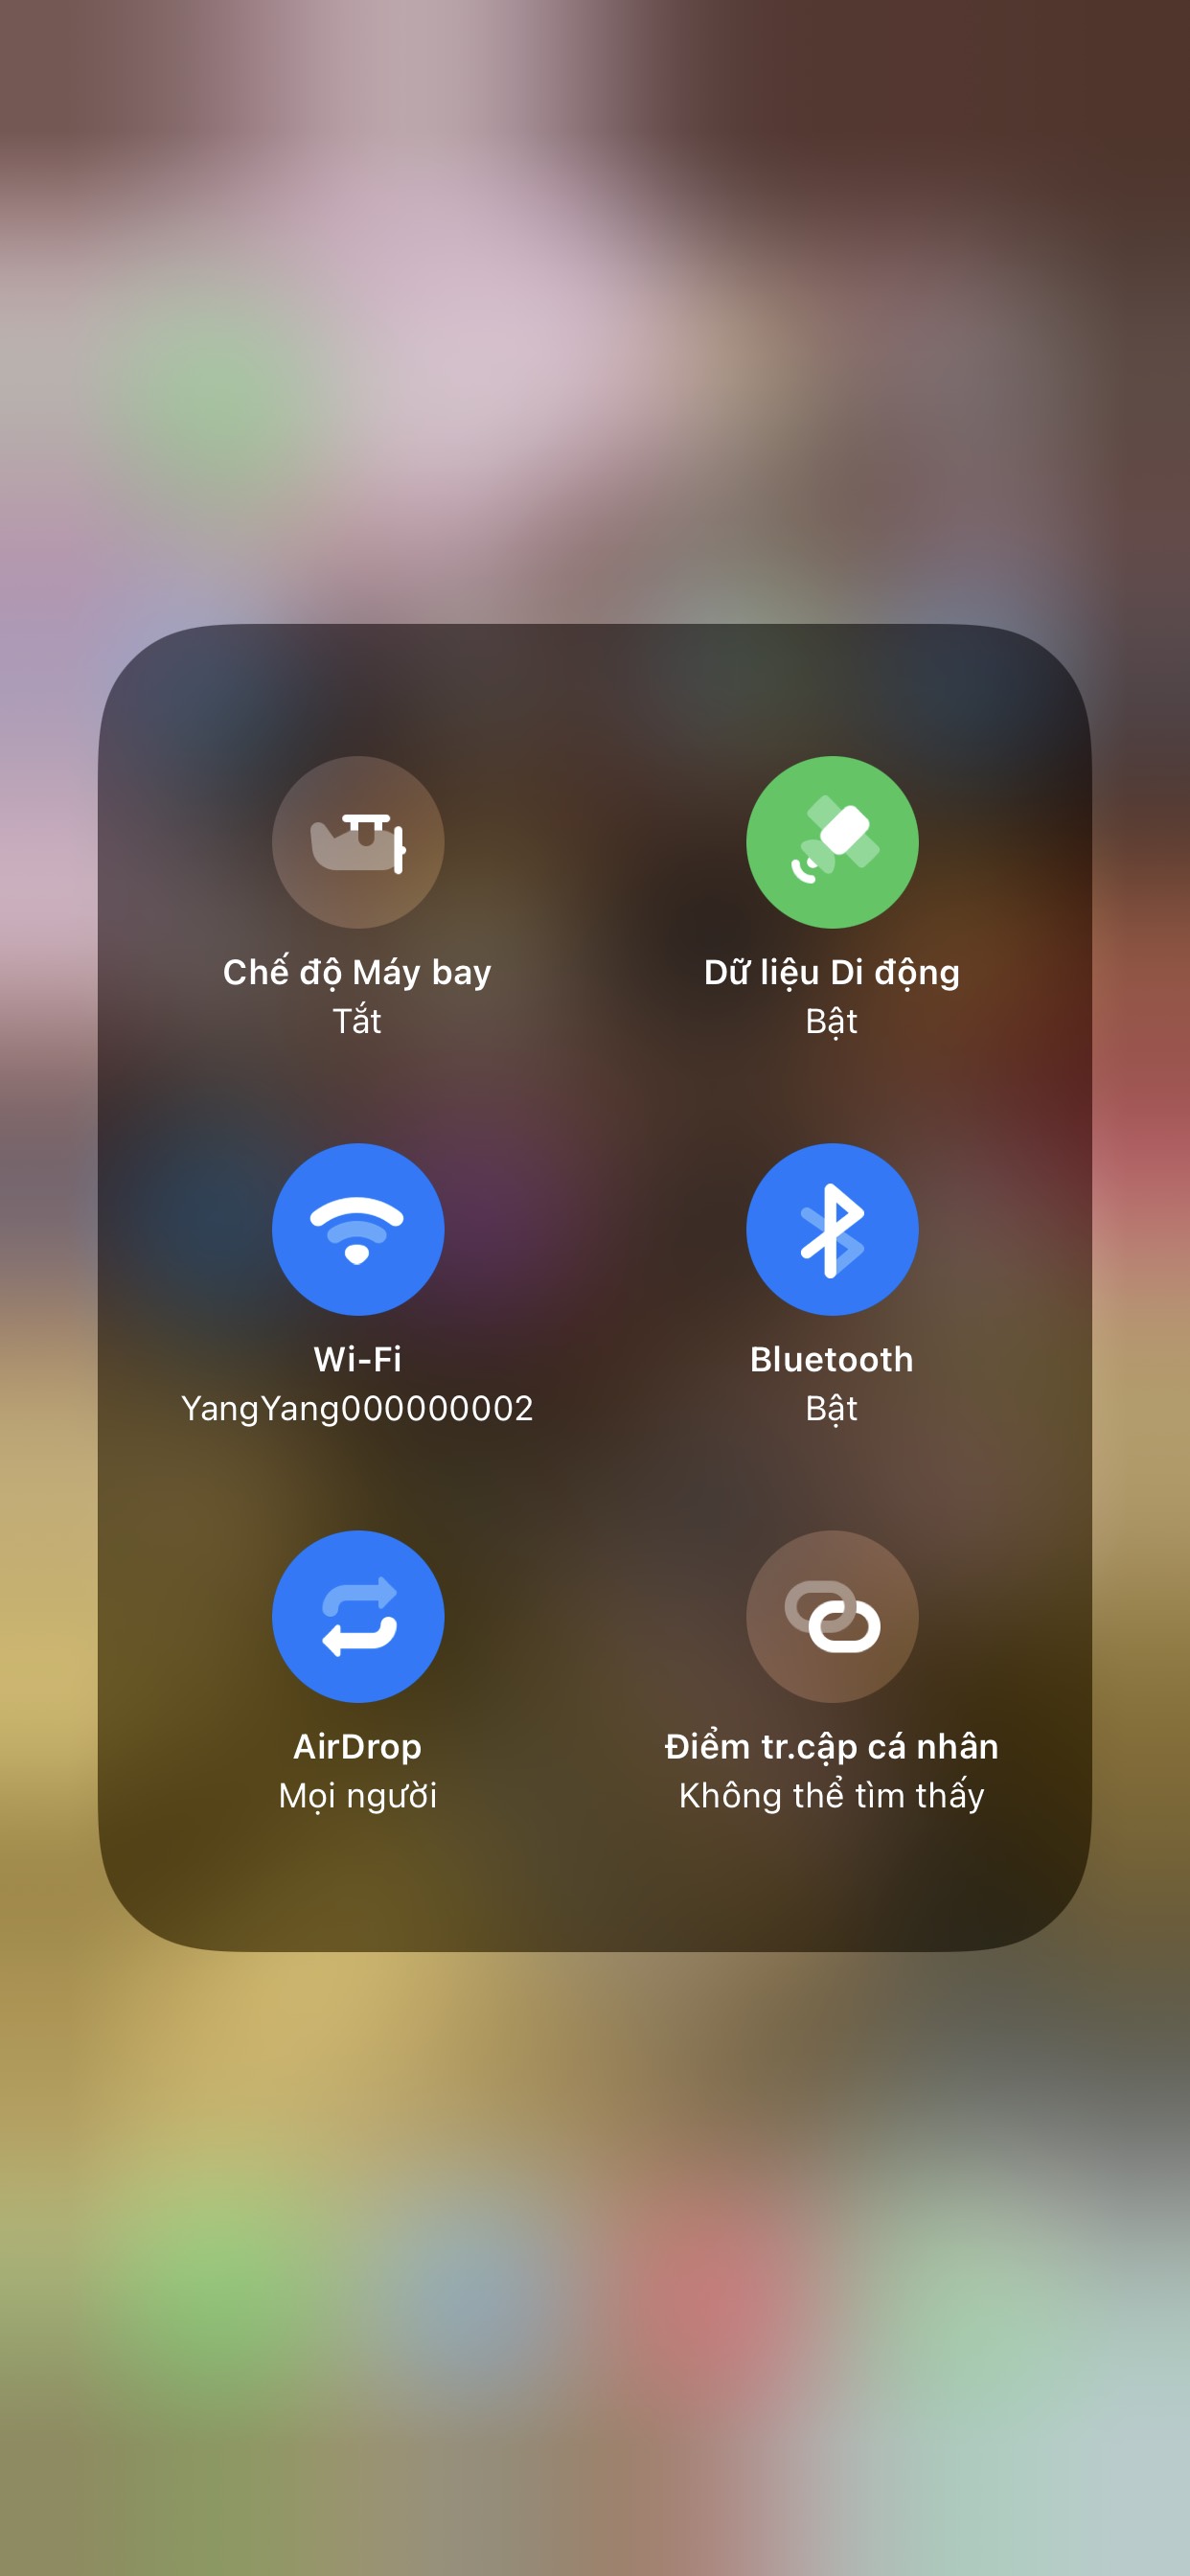 Chế độ Máy bay
Tắt
Dữ liệu Di động
Bật
Wi-Fi
YangYang000000002
Bluetooth
Bật
AirDrop
Mọi người
Điểm tr.cập cá nhân
Không thể tìm thấy